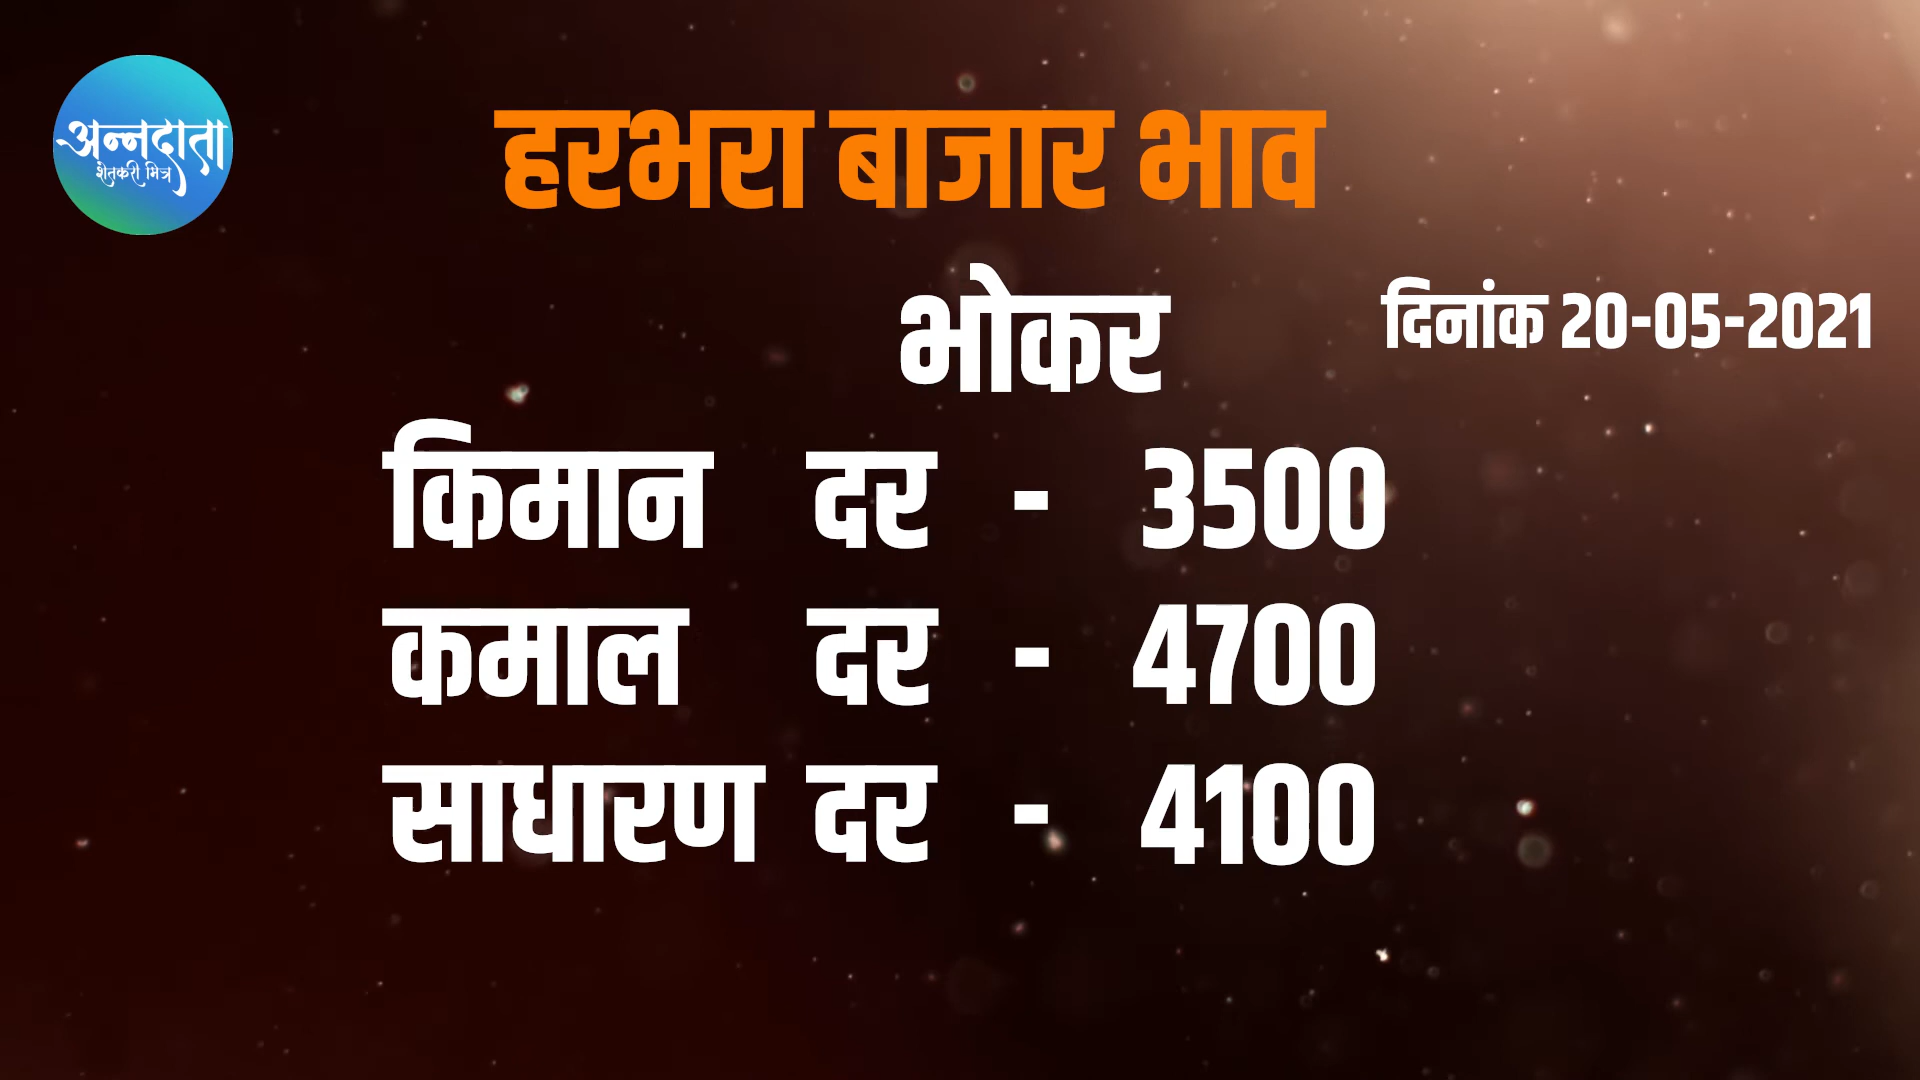 अन्नदाता
शेतकरी मित्र
हरभरा बाजार भाव
भोकर
दिनांक 20-05-2021
किमान दर - 3500
कमाल दर - 4700
साधारण दर - 4100